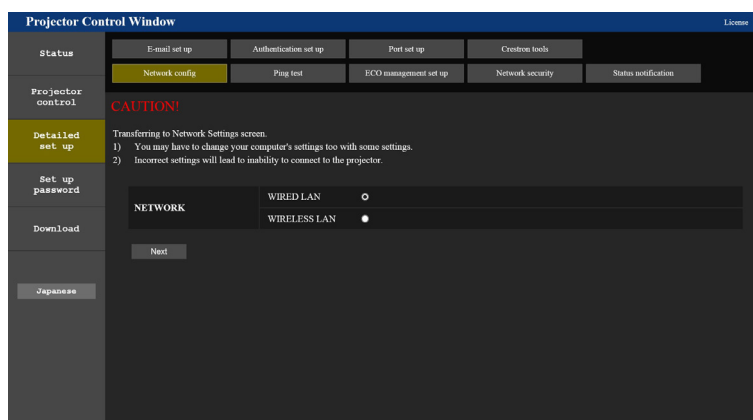 Projector Control Window
License
Status
Projector
control
Detailed
set up
Set up
password
Download
Japanese
E-mail set up
Authentication set up
Port set up
Crestron tools
Network config
Ping test
ECO management set up
Network security
Status notification
CAUTION!
Transferring to Network Settings screen.
1) You may have to change your computer's settings too with some settings.
2) Incorrect settings will lead to inability to connect to the projector.
NETWORK
WIRED LAN
WIRELESS LAN
Next